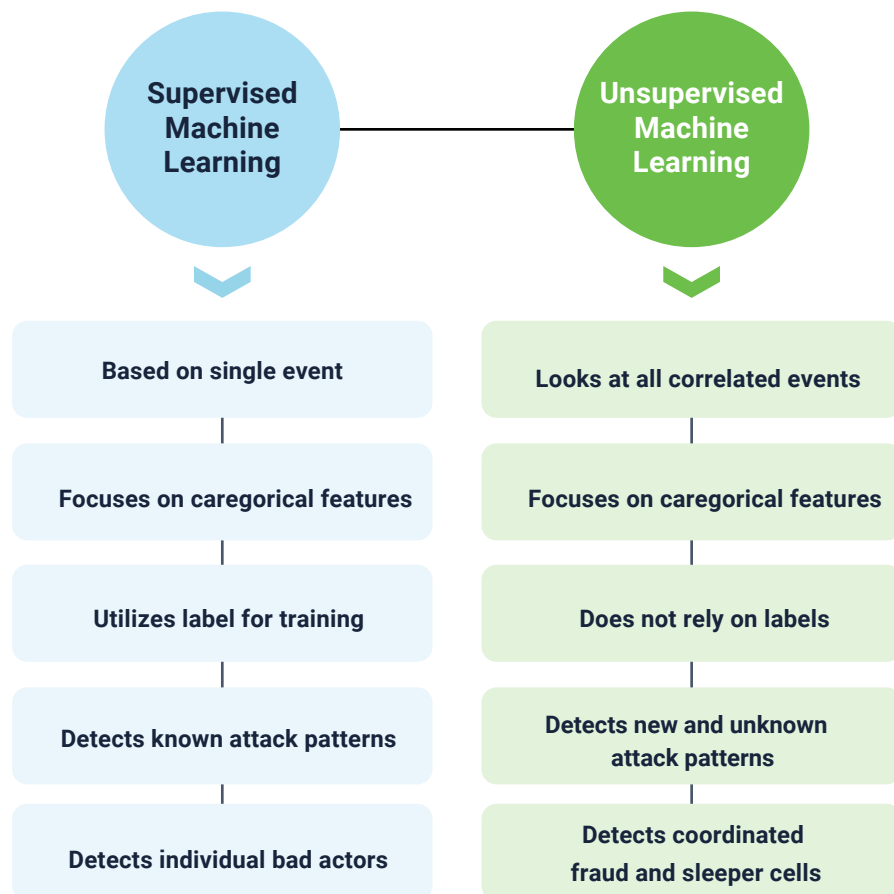 Supervised
Machine
Learning
Unsupervised
Machine
Learning
Based on single event
Looks at all correlated events
Focuses on caregorical features
Focuses on caregorical features
Utilizes label for training
Does not rely on labels
Detects known attack patterns
Detects new and unknown
attack patterns
Detects individual bad actors
Detects coordinated
fraud and sleeper cells